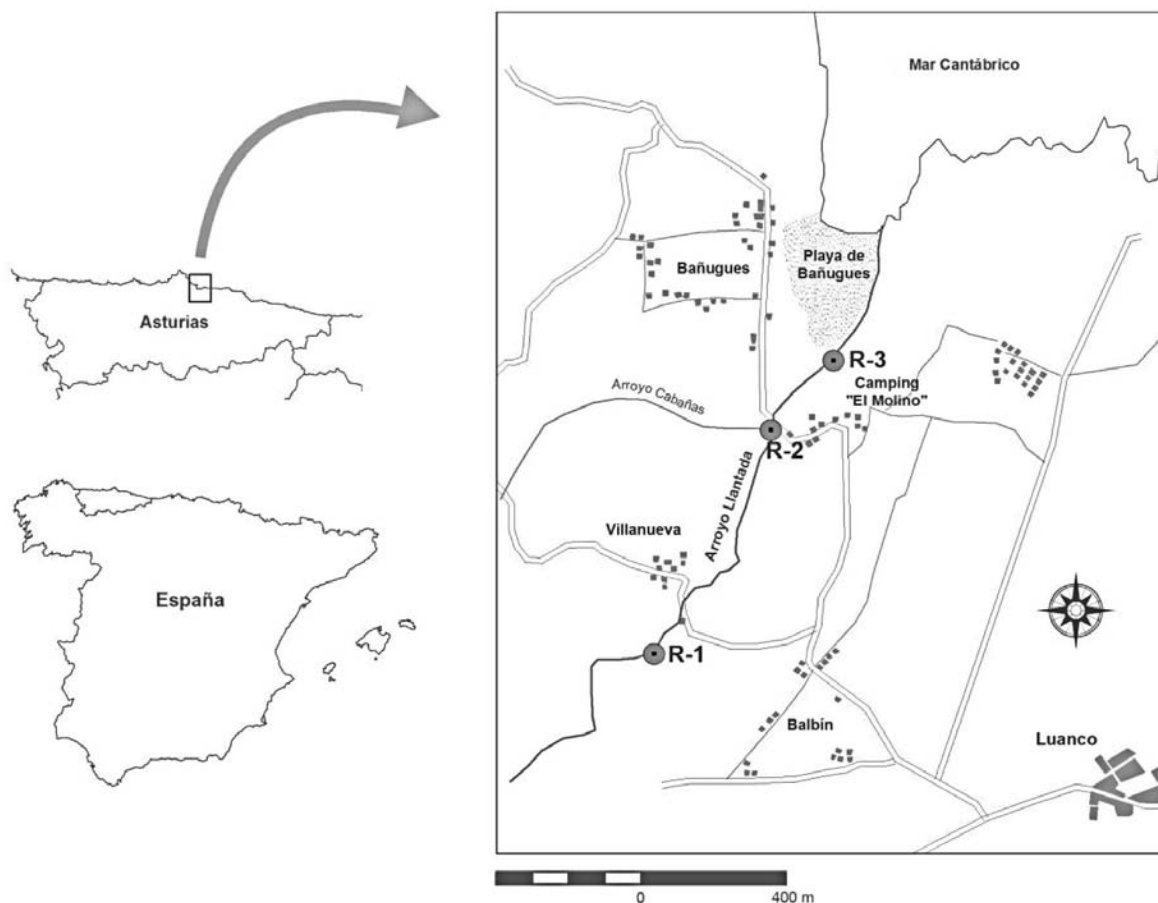 Asturias
España
Mar Cantábrico
Playa de
Bañugues
Bañugues
R-3
Camping
"El Molino"
Arroyo Cabañas
R-2
Arroyo Llantada
Villanueva
R-1
Balbín
Luanco
0
400 m